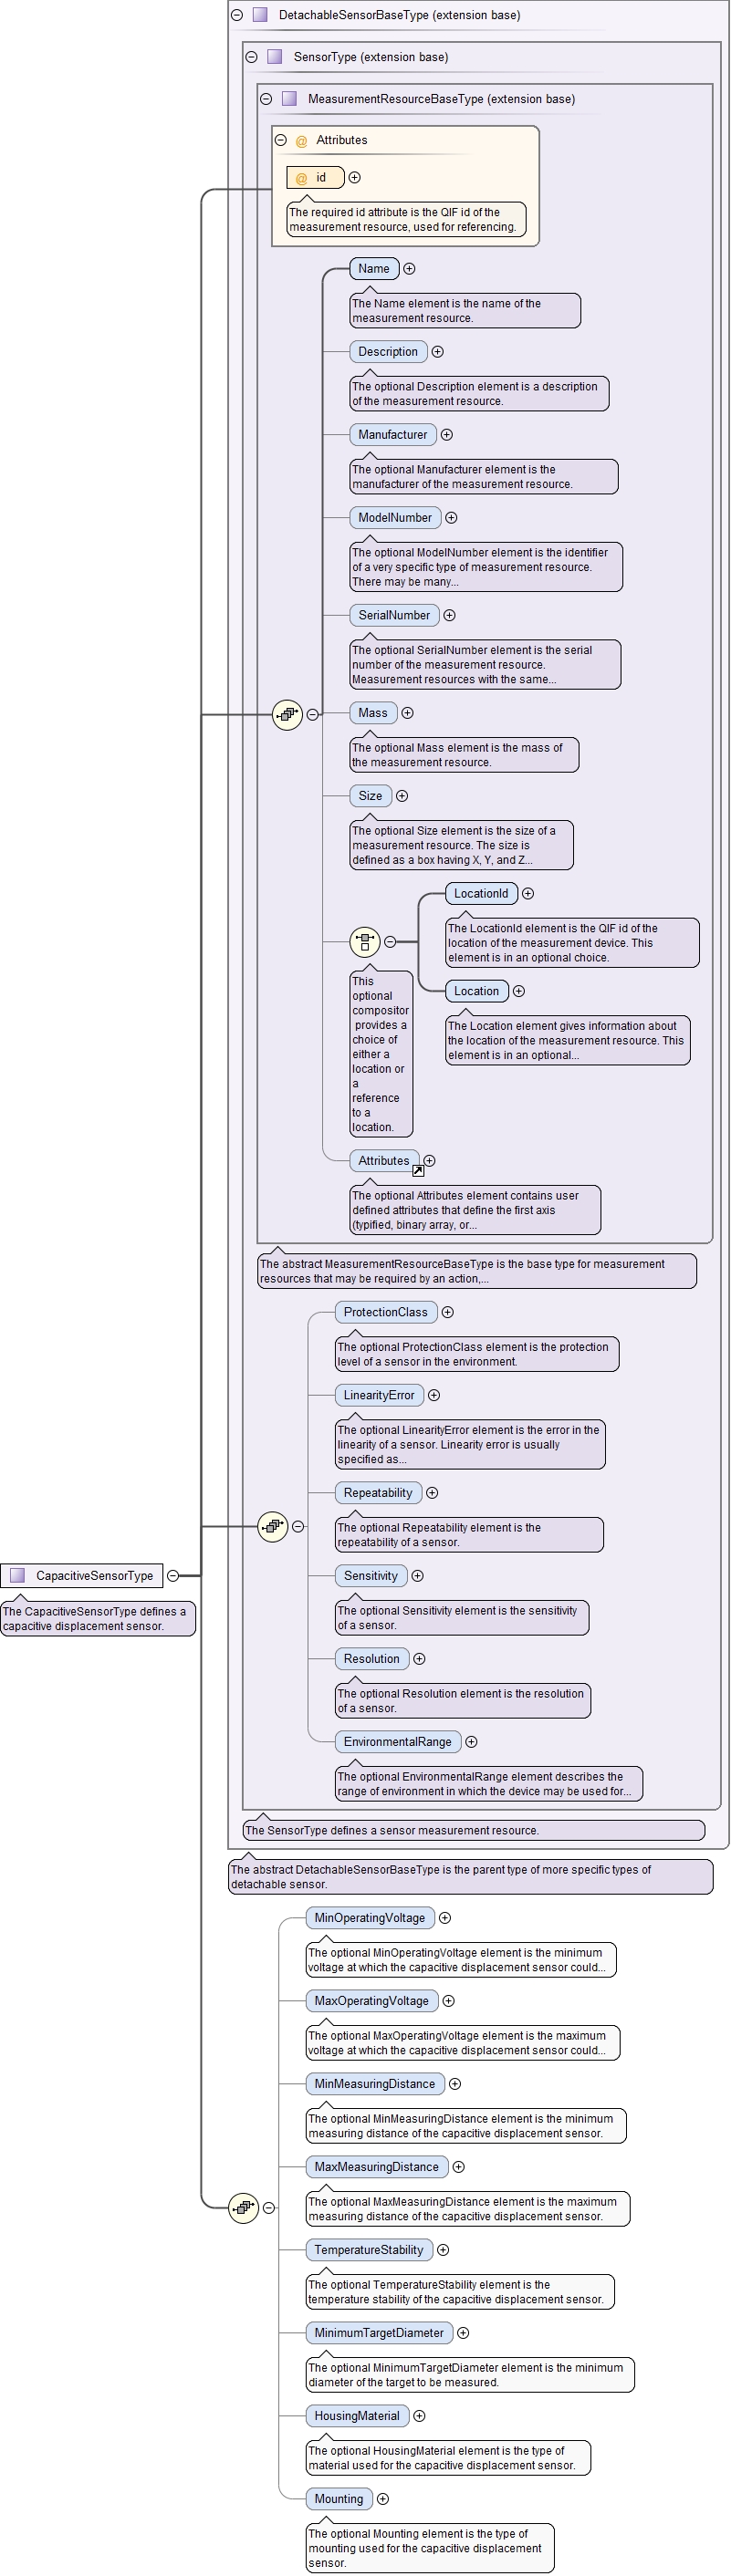 DetachableSensorBaseType (extension base)
SensorType (extension base)
MeasurementResourceBaseType (extension base)
@ Attributes
@ id
The required id attribute is the QIF id of the
measurement resource, used for referencing.
Name
The Name element is the name of the
measurement resource.
Description
The optional Description element is a description
of the measurement resource.
Manufacturer
The optional Manufacturer element is the
manufacturer of the measurement resource.
ModelNumber
The optional ModelNumber element is the identifier
of a very specific type of measurement resource.
There may be many...
SerialNumber
The optional SerialNumber element is the serial
number of the measurement resource.
Measurement resources with the same...
Mass
The optional Mass element is the mass of
the measurement resource.
Size
The optional Size element is the size of a
measurement resource. The size is
defined as a box having X, Y, and Z...
LocationId
The LocationId element is the QIF id of the
location of the measurement device. This
element is in an optional choice.
Location
The Location element gives information about
the location of the measurement resource. This
element is in an optional...
This
optional
compositor
provides a
choice of
either a
location or
a
reference
to a
location.
Attributes
The optional Attributes element contains user
defined attributes that define the first axis
(typified, binary array, or...
The abstract MeasurementResourceBaseType is the base type for measurement
resources that may be required by an action,...
ProtectionClass
The optional ProtectionClass element is the protection
level of a sensor in the environment.
LinearityError
The optional LinearityError element is the error in the
linearity of a sensor. Linearity error is usually
specified as...
Repeatability
The optional Repeatability element is the
repeatability of a sensor.
Sensitivity
The optional Sensitivity element is the sensitivity
of a sensor.
Resolution
The optional Resolution element is the resolution
of a sensor.
EnvironmentalRange
The optional EnvironmentalRange element describes the
range of environment in which the device may be used for...
The SensorType defines a sensor measurement resource.
The abstract DetachableSensorBaseType is the parent type of more specific types of
detachable sensor.
CapacitiveSensorType
The CapacitiveSensorType defines a
capacitive displacement sensor.
MinOperatingVoltage
The optional MinOperatingVoltage element is the minimum
voltage at which the capacitive displacement sensor could...
MaxOperatingVoltage
The optional MaxOperatingVoltage element is the maximum
voltage at which the capacitive displacement sensor could...
MinMeasuringDistance
The optional MinMeasuringDistance element is the minimum
measuring distance of the capacitive displacement sensor.
MaxMeasuringDistance
The optional MaxMeasuringDistance element is the maximum
measuring distance of the capacitive displacement sensor.
TemperatureStability
The optional TemperatureStability element is the
temperature stability of the capacitive displacement sensor.
MinimumTargetDiameter
The optional MinimumTargetDiameter element is the minimum
diameter of the target to be measured.
HousingMaterial
The optional HousingMaterial element is the type of
material used for the capacitive displacement sensor.
Mounting
The optional Mounting element is the type of
mounting used for the capacitive displacement
sensor.